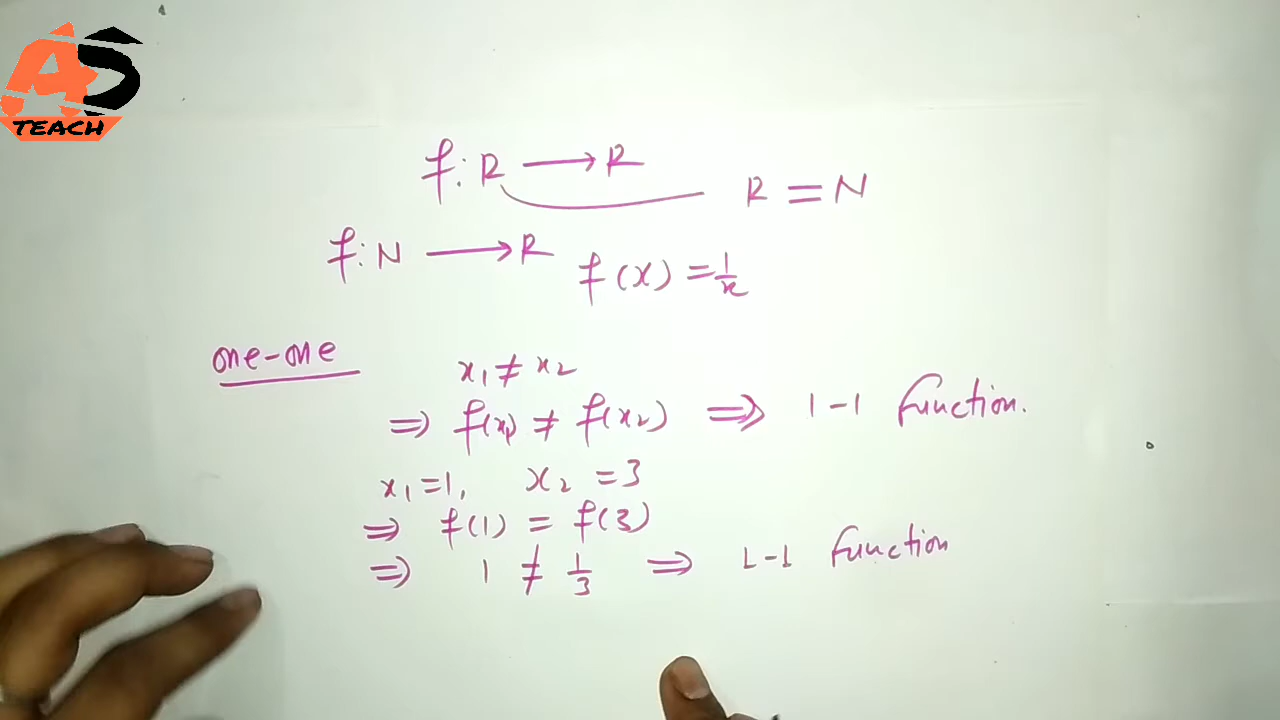 AS
TEACH
f: R ⟶ R
R = N
f: N ⟶ R f(x) = 1/x
one-one
x₁ ≠ x₂
⇒ f(x₁) ≠ f(x₂) ⇒ 1-1 function.
x₁ = 1, x₂ = 3
⇒ f(1) = f(3)
⇒ 1 ≠ 1/3 ⇒ 1-1 function